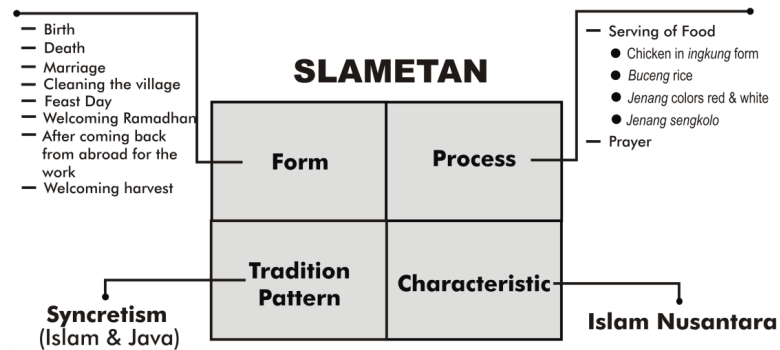 SLAMETAN
— Birth
— Death
— Marriage
— Cleaning the village
— Feast Day
— Welcoming Ramadhan
— After coming back
from abroad for the
work
— Welcoming harvest
Form
Process
— Serving of Food
● Chicken in ingkung form
● Buceng rice
● Jenang colors red & white
● Jenang sengkolo
— Prayer
Tradition
Pattern
Characteristic
Syncretism
(Islam & Java)
Islam Nusantara